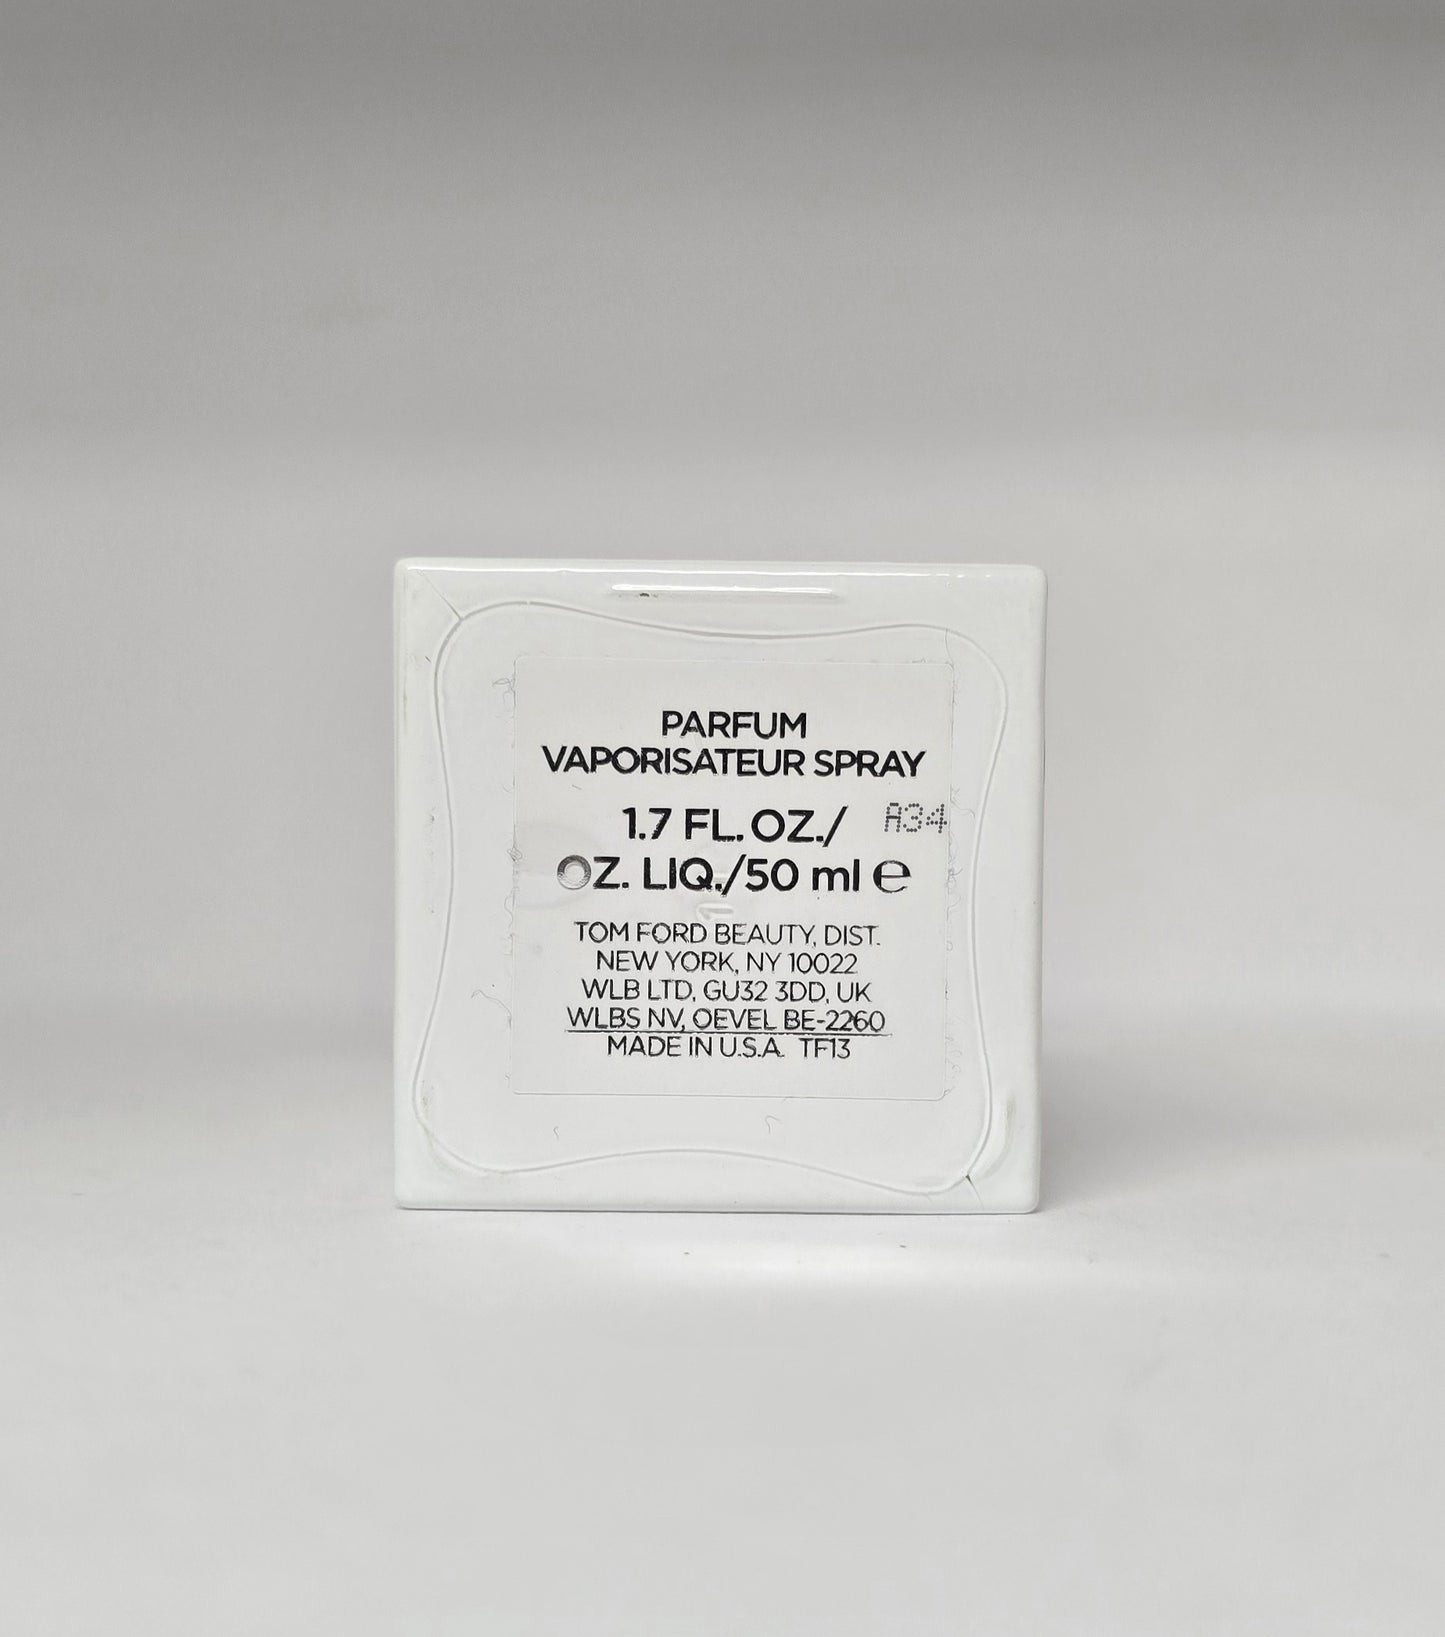 PARFUM
VAPORISATEUR SPRAY
1.7 FL. OZ./ A34
OZ. LIQ./50 ml ℮
TOM FORD BEAUTY, DIST.
NEW YORK, NY 10022
WLB LTD, GU32 3DD, UK
WLBS NV, OEVEL BE-2260
MADE IN U.S.A. TF13